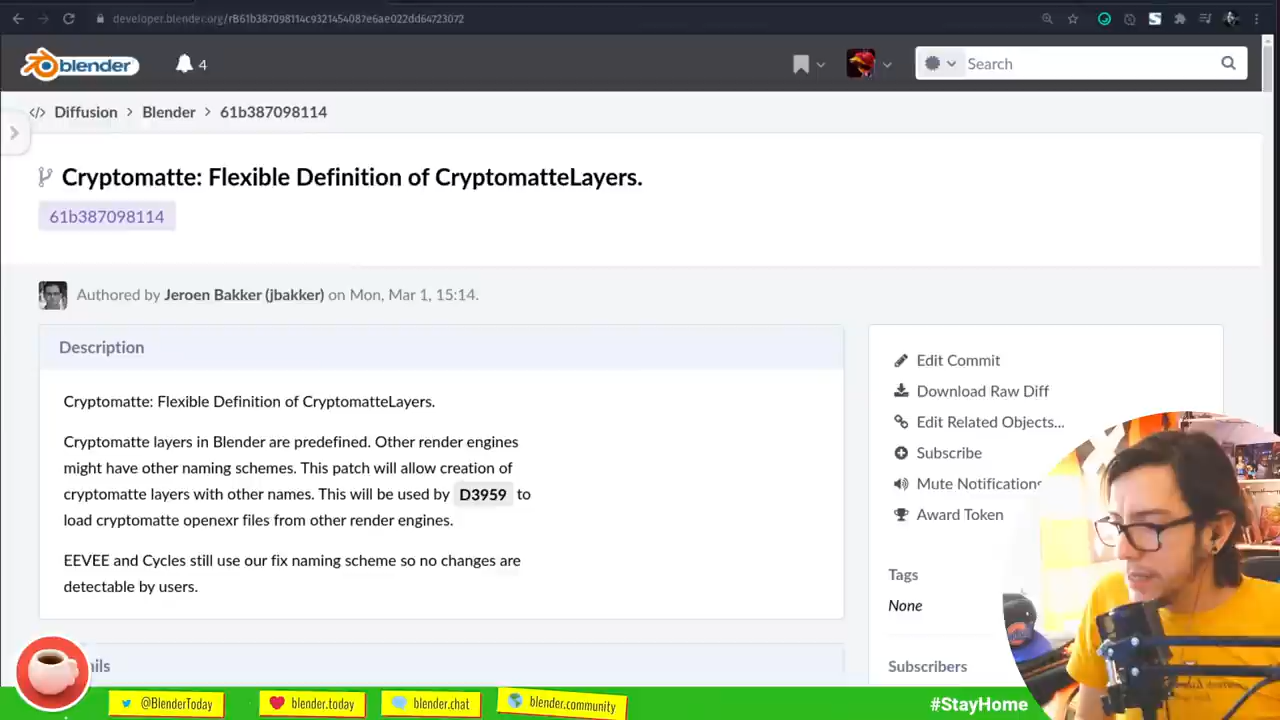 developer.blender.org/rB61b387098114c9321454087e6ae022dd64723072
blender
4
Search
Diffusion > Blender > 61b387098114
Cryptomatte: Flexible Definition of CryptomatteLayers.
61b387098114
Authored by Jeroen Bakker (jbakker) on Mon, Mar 1, 15:14.
Description
Cryptomatte: Flexible Definition of CryptomatteLayers.
Cryptomatte layers in Blender are predefined. Other render engines
might have other naming schemes. This patch will allow creation of
cryptomatte layers with other names. This will be used by D3959 to
load cryptomatte openexr files from other render engines.
EEVEE and Cycles still use our fix naming scheme so no changes are
detectable by users.
Edit Commit
Download Raw Diff
Edit Related Objects...
Subscribe
Mute Notifications
Award Token
Tags
None
Subscribers
@BlenderToday
blender.today
blender.chat
blender.community
#StayHome